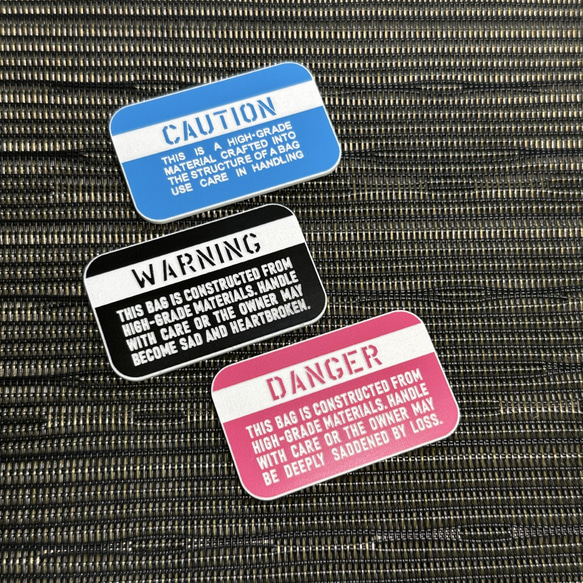 CAUTION
THIS IS A HIGH-GRADE
MATERIAL CRAFTED INTO
THE STRUCTURE OF A BAG
USE CARE IN HANDLING
WARNING
THIS BAG IS CONSTRUCTED FROM
HIGH-GRADE MATERIALS. HANDLE
WITH CARE OR THE OWNER MAY
BECOME SAD AND HEARTBROKEN.
DANGER
THIS BAG IS CONSTRUCTED FROM
HIGH-GRADE MATERIALS. HANDLE
WITH CARE OR THE OWNER MAY
BE DEEPLY SADDENED BY LOSS.